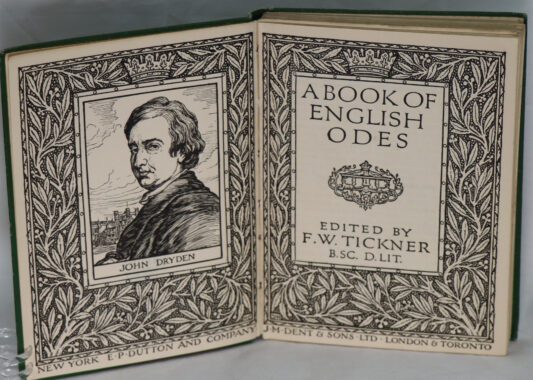 JOHN DRYDEN
NEW YORK E·P·DUTTON AND COMPANY
A BOOK OF
ENGLISH
ODES
EDITED BY
F. W. TICKNER
B.SC. D.LIT.
J·M·DENT & SONS·LTD·LONDON & TORONTO